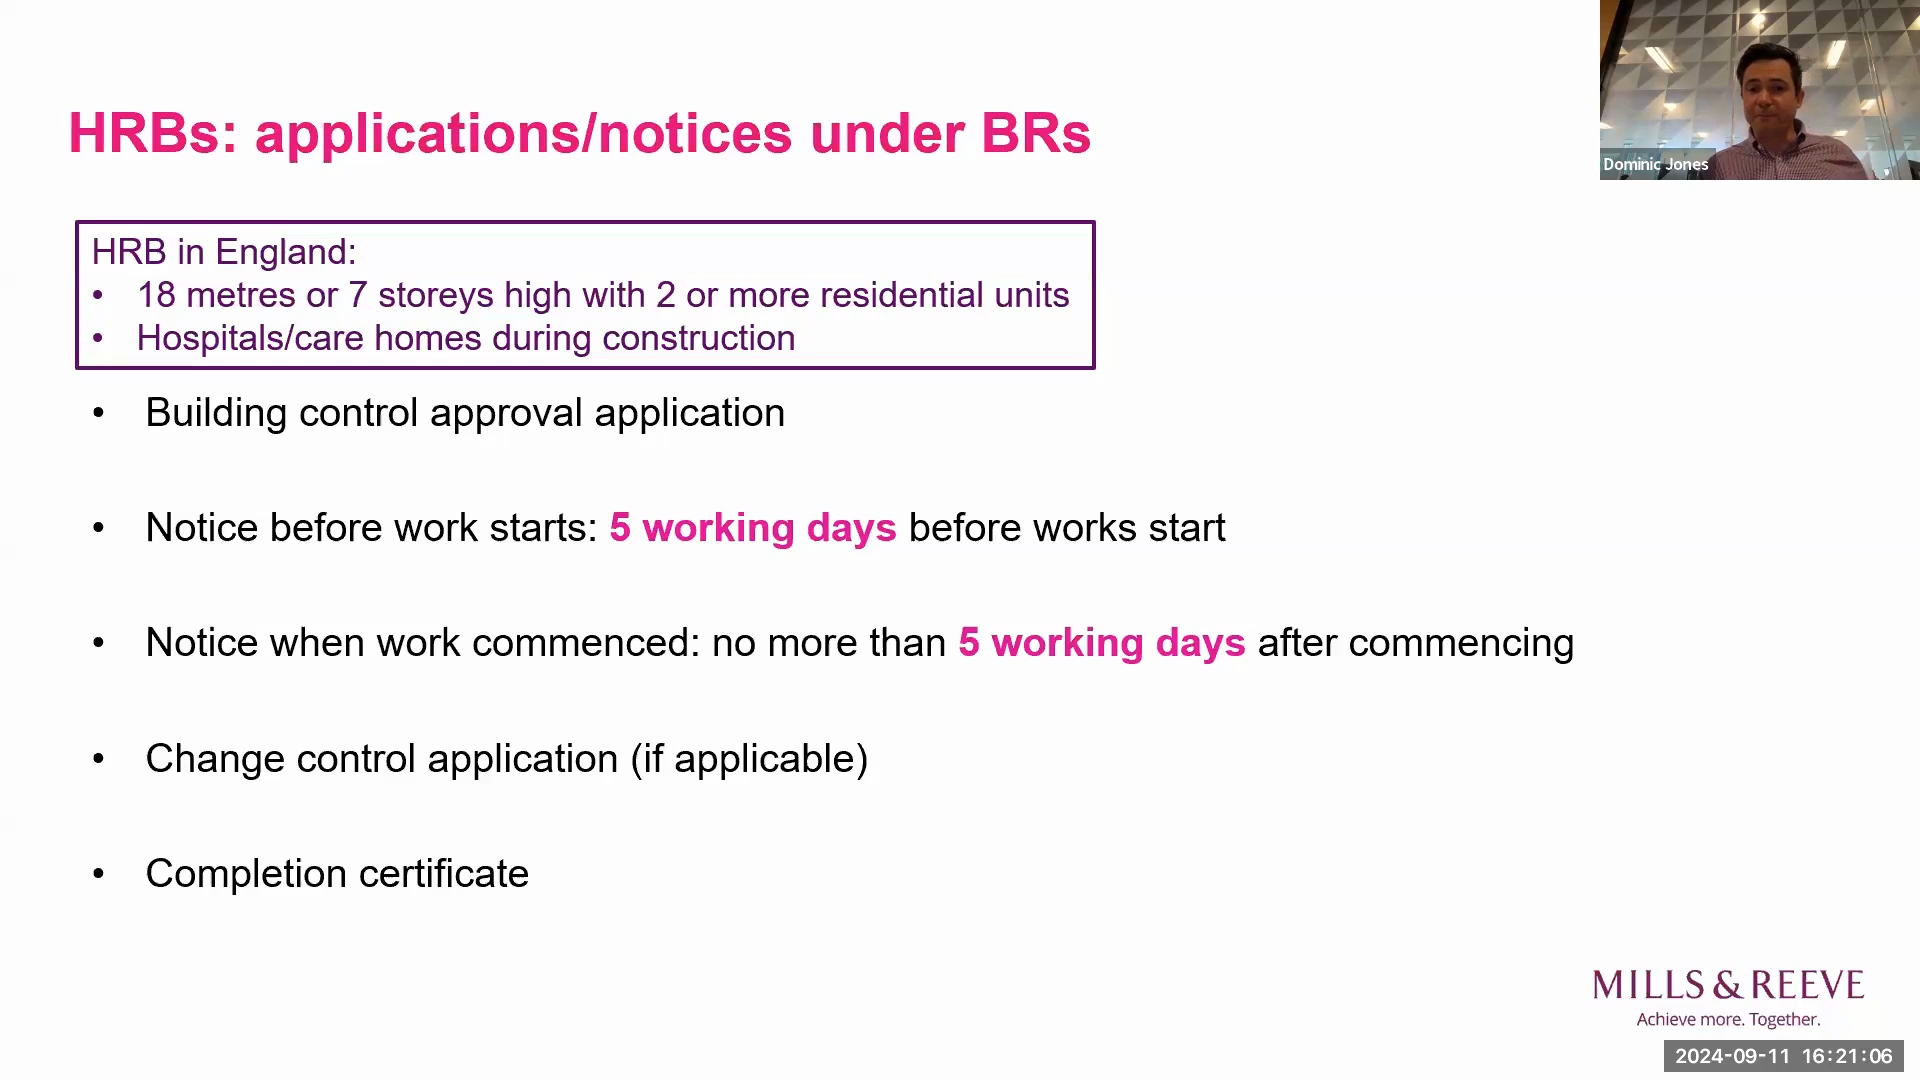 HRBs: applications/notices under BRs
Dominic Jones
HRB in England:
• 18 metres or 7 storeys high with 2 or more residential units
• Hospitals/care homes during construction
• Building control approval application
• Notice before work starts: 5 working days before works start
• Notice when work commenced: no more than 5 working days after commencing
• Change control application (if applicable)
• Completion certificate
MILLS & REEVE
Achieve more. Together.
2024-09-11 16:21:06